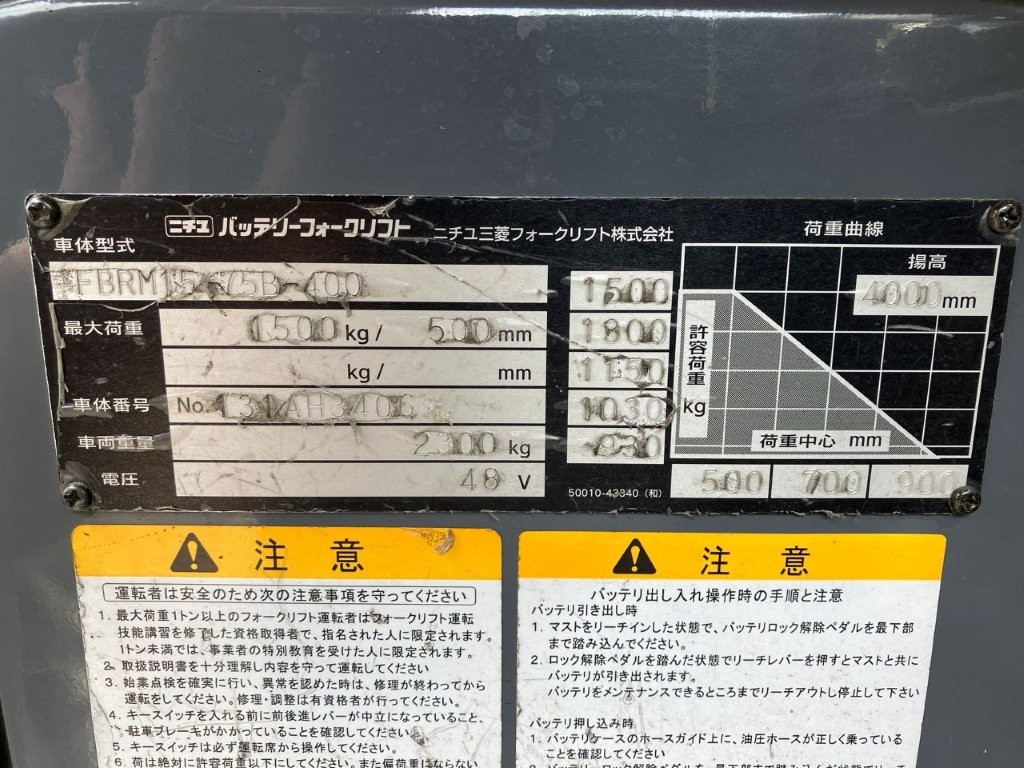 ニチユ バッテリーフォークリフト ニチユ三菱フォークリフト株式会社
車体型式
FBRM15-75B-400
最大荷重 1500 kg/ 500 mm
kg/ mm
車体番号 No. 131AH3406
車両重量 2300 kg
電圧 48 V
1500
1150
1030
930
50010-43340 (和)
荷重曲線
揚高
4000 mm
許容荷重
kg
荷重中心 mm
500 700 900
注意
運転者は安全のため次の注意事項を守ってください
1. 最大荷重1トン以上のフォークリフト運転者はフォークリフト運転
技能講習を修了した資格取得者で、指名された人に限定されます。
1トン未満では、事業者の特別教育を受けた人に限定されます。
2. 取扱説明書を十分理解し内容を守って運転してください
3. 始業点検を確実に行い、異常を認めた時は、修理が終わってから
運転をしてください。修理・調整は有資格者が行ってください。
4. キースイッチを入れる前に前後進レバーが中立になっていること、
駐車ブレーキがかかっていることを確認してください。
5. キースイッチは必ず運転席から操作してください。
6. 荷は絶対に許容荷重以下にしてください。また偏荷重にならない
注意
バッテリ出し入れ操作時の手順と注意
バッテリ引き出し時
1. マストをリーチインした状態で、バッテリロック解除ペダルを最下部
まで踏み込んでください。
2. ロック解除ペダルを踏んだ状態でリーチレバーを押すとマストと共に
バッテリが引き出されます。
バッテリをメンテナンスできるところまでリーチアウトし停止して下さい
バッテリ押し込み時
1. バッテリケースのホースガイド上に、油圧ホースが正しく乗っている
ことを確認してください